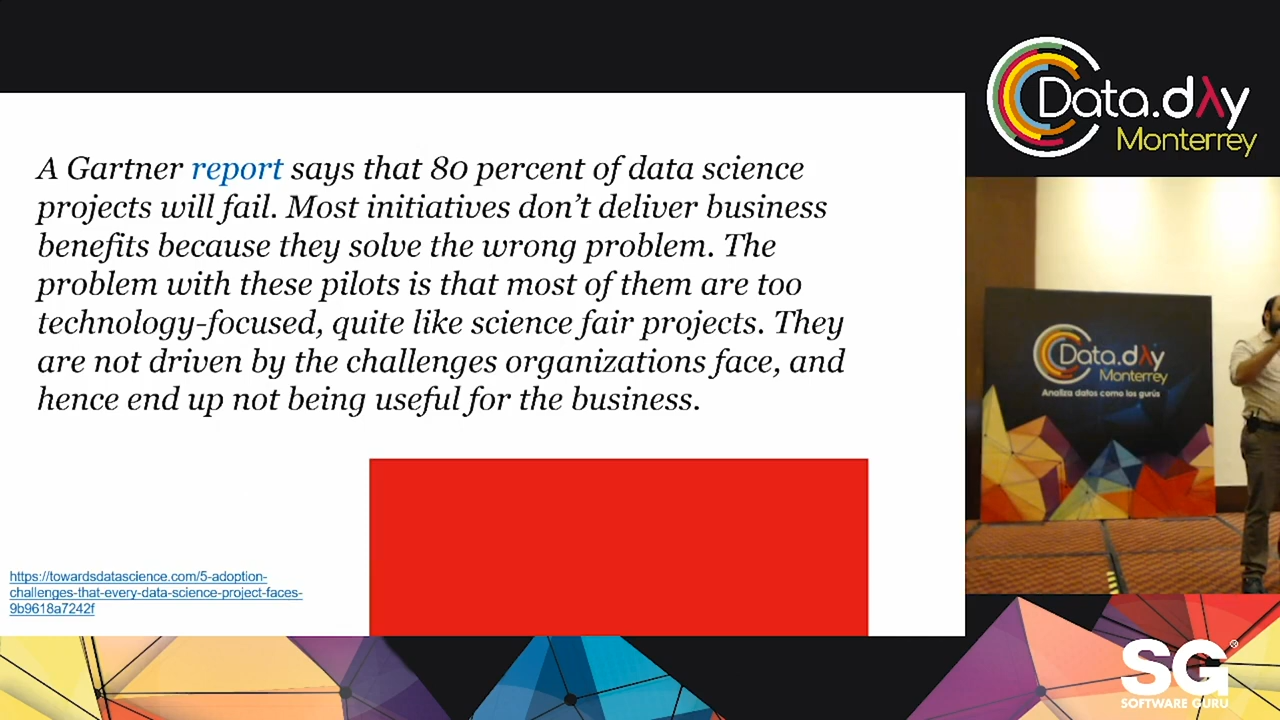 Data.dλy
Monterrey
A Gartner report says that 80 percent of data science
projects will fail. Most initiatives don’t deliver business
benefits because they solve the wrong problem. The
problem with these pilots is that most of them are too
technology-focused, quite like science fair projects. They
are not driven by the challenges organizations face, and
hence end up not being useful for the business.
https://towardsdatascience.com/5-adoption-
challenges-that-every-data-science-project-faces-
9b9618a7242f
Data.dλy
Monterrey
Analiza datos como los gurús
SG®
SOFTWARE GURU